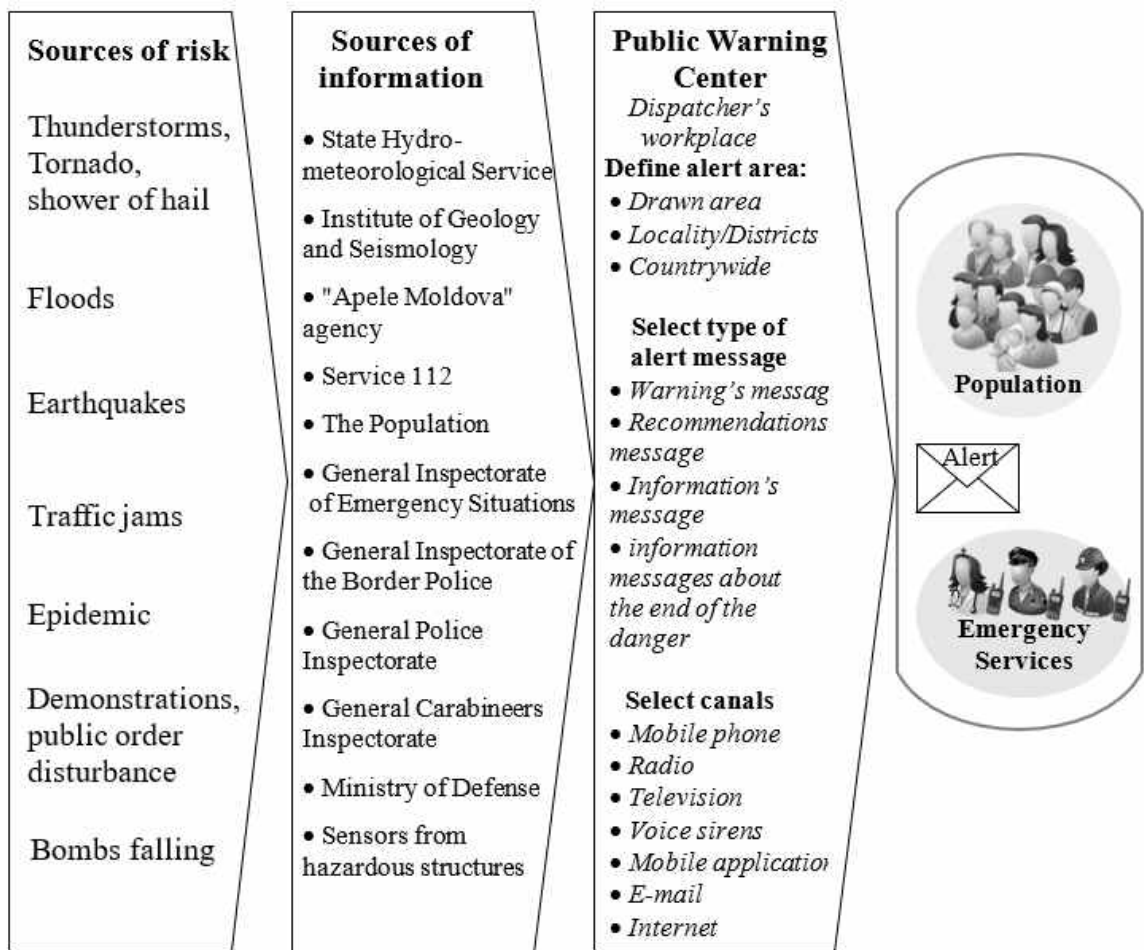 Sources of risk
Thunderstorms,
Tornado,
shower of hail
Floods
Earthquakes
Traffic jams
Epidemic
Demonstrations,
public order
disturbance
Bombs falling
Sources of
information
• State Hydro-
meteorological Service
• Institute of Geology
and Seismology
• "Apele Moldova"
agency
• Service 112
• The Population
• General Inspectorate
of Emergency Situations
• General Inspectorate of
the Border Police
• General Police
Inspectorate
• General Carabineers
Inspectorate
• Ministry of Defense
• Sensors from
hazardous structures
Public Warning
Center
Dispatcher's
workplace
Define alert area:
• Drawn area
• Locality/Districts
• Countrywide
Select type of
alert message
• Warning's messag
• Recommendations
message
• Information's
message
• information
messages about
the end of the
danger
Select canals
• Mobile phone
• Radio
• Television
• Voice sirens
• Mobile application
• E-mail
• Internet
Population
Alert
Emergency
Services